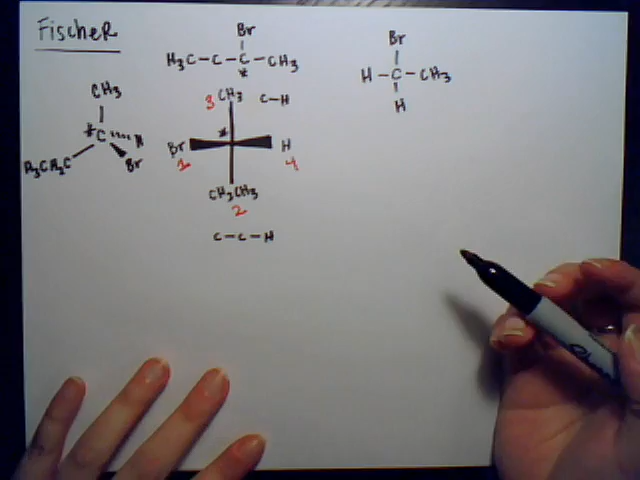 FischeR
Br
H₃C-C-C-CH₃
*
CH₃
*C
H
Br
H₃CH₂C
3 CH₃ C-H
*
Br H
1 4
CH₂CH₃
2
C-C-H
Br
H-C-CH₃
H